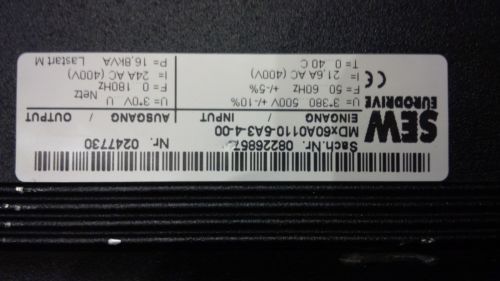 Sach.Nr. 08226857 Nr. 0247730
SEW
EURODRIVE
MDx60A0110-5A3-4-00
EINGANG / INPUT
AUSGANG / OUTPUT
U= 3*380...500V +/-10%
U= 3*0V...U Netz
F= 50...60Hz +/-5%
F= 0...180Hz
I= 21,6A AC (400V)
I= 24A AC (400V)
T= 0...40 C
P= 16,8kVA Lastart M
CE